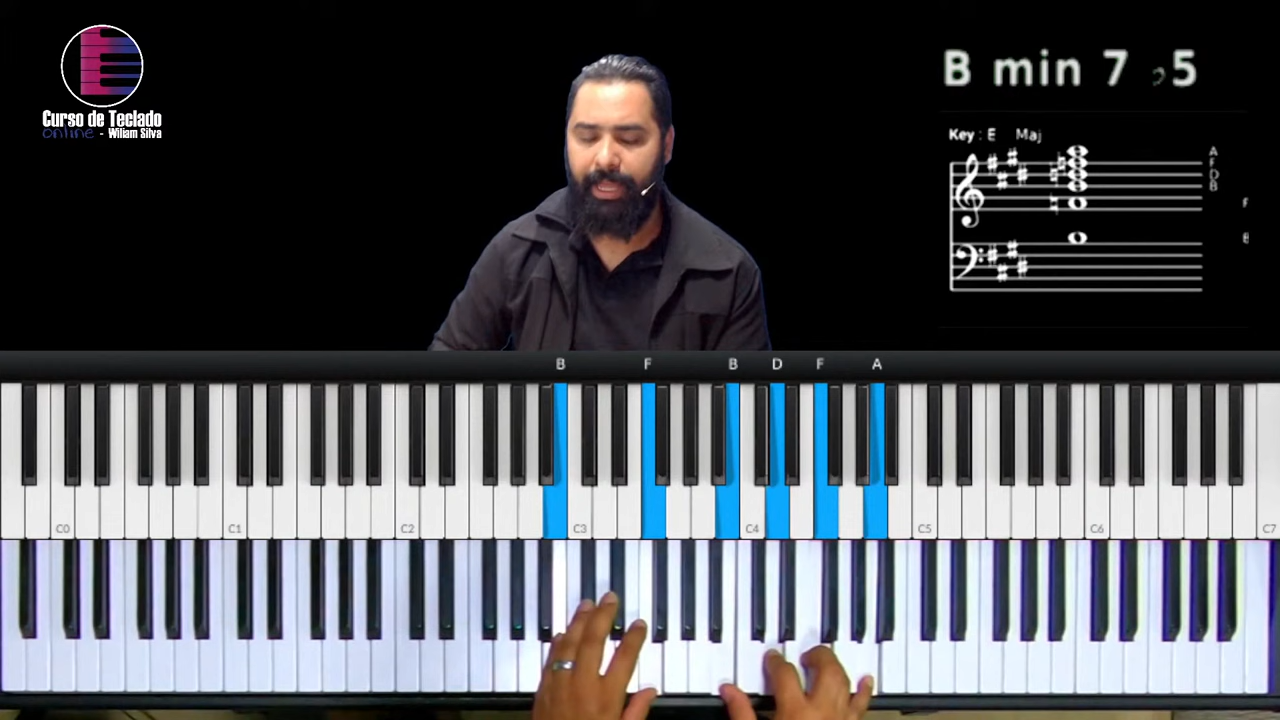 Curso de Teclado
online - Wiliam Silva
B min 7 ♭5
Key : E Maj
A
F
D
B
F
B F B D F A
C0 C1 C2 C3 C4 C5 C6 C7